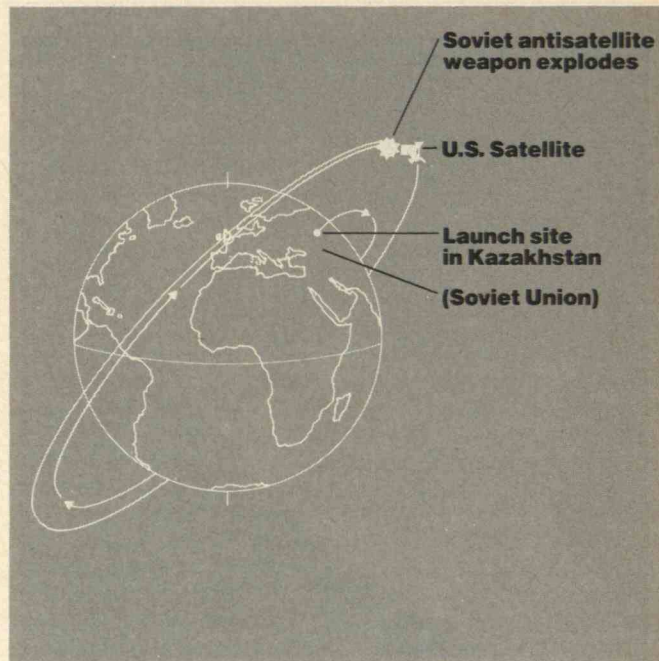 Soviet antisatellite
weapon explodes
U.S. Satellite
Launch site
in Kazakhstan
(Soviet Union)